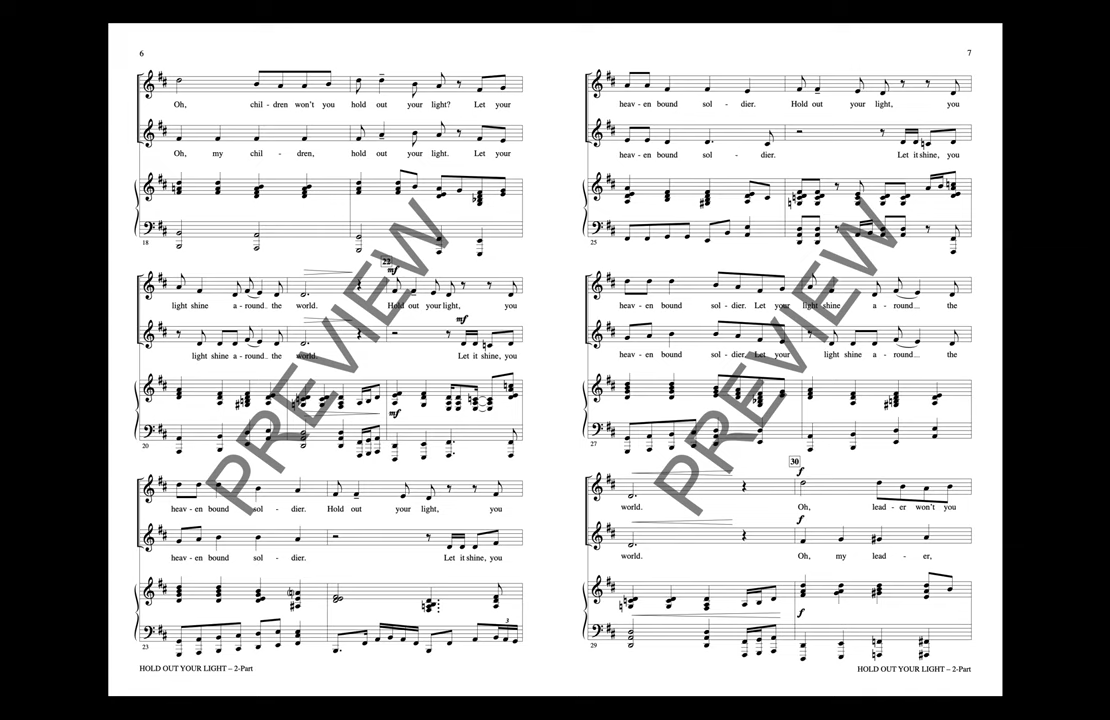 6
Oh, chil - dren won't you hold out your light? Let your
Oh, my chil - dren, hold out your light. Let your
18
22
mf
light shine a - round the world. Hold out your light, you
mf
light shine a - round the world. Let it shine, you
mf
20
heav - en bound sol - dier. Hold out your light, you
heav - en bound sol - dier. Let it shine, you
3
23
HOLD OUT YOUR LIGHT – 2-Part
PREVIEW
7
heav - en bound sol - dier. Hold out your light, you
heav - en bound sol - dier. Let it shine, you
25
heav - en bound sol - dier. Let your light shine a - round the
heav - en bound sol - dier. Let your light shine a - round the
27
30
f
world. Oh, lead - er won't you
f
world. Oh, my lead - er,
f
29
HOLD OUT YOUR LIGHT – 2-Part
PREVIEW